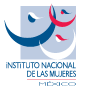 INSTITUTO NACIONAL
DE LAS MUJERES
MÉXICO